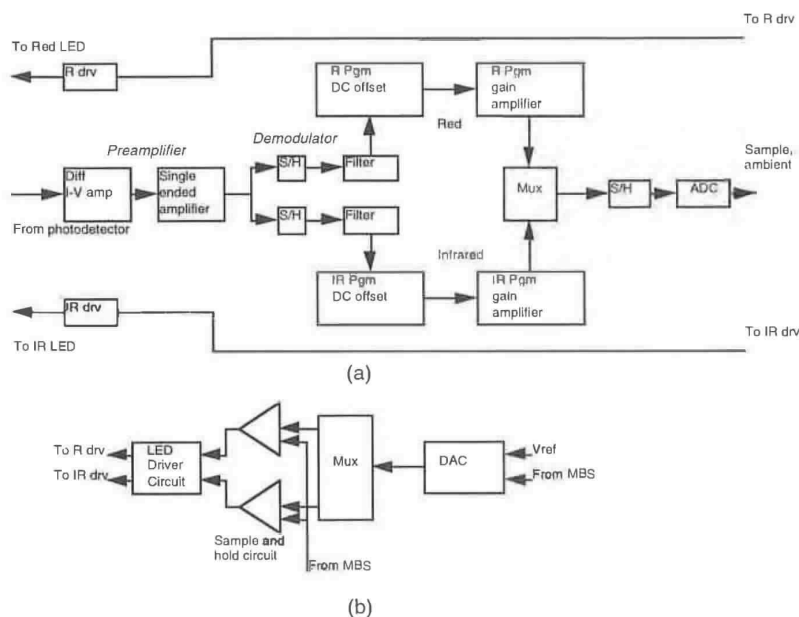 To R drv
To Red LED
R drv
R Pgm
DC offset
R Pgm
gain
amplifier
Red
Preamplifier
Demodulator
Diff
I-V amp
Single
ended
amplifier
S/H
Filter
S/H
Filter
Mux
S/H
ADC
Sample,
ambient
From photodetector
Infrared
IR Pgm
DC offset
IR Pgm
gain
amplifier
IR drv
To IR LED
To IR drv
(a)
To R drv
To IR drv
LED
Driver
Circuit
Mux
DAC
Vref
From MBS
Sample and
hold circuit
From MBS
(b)